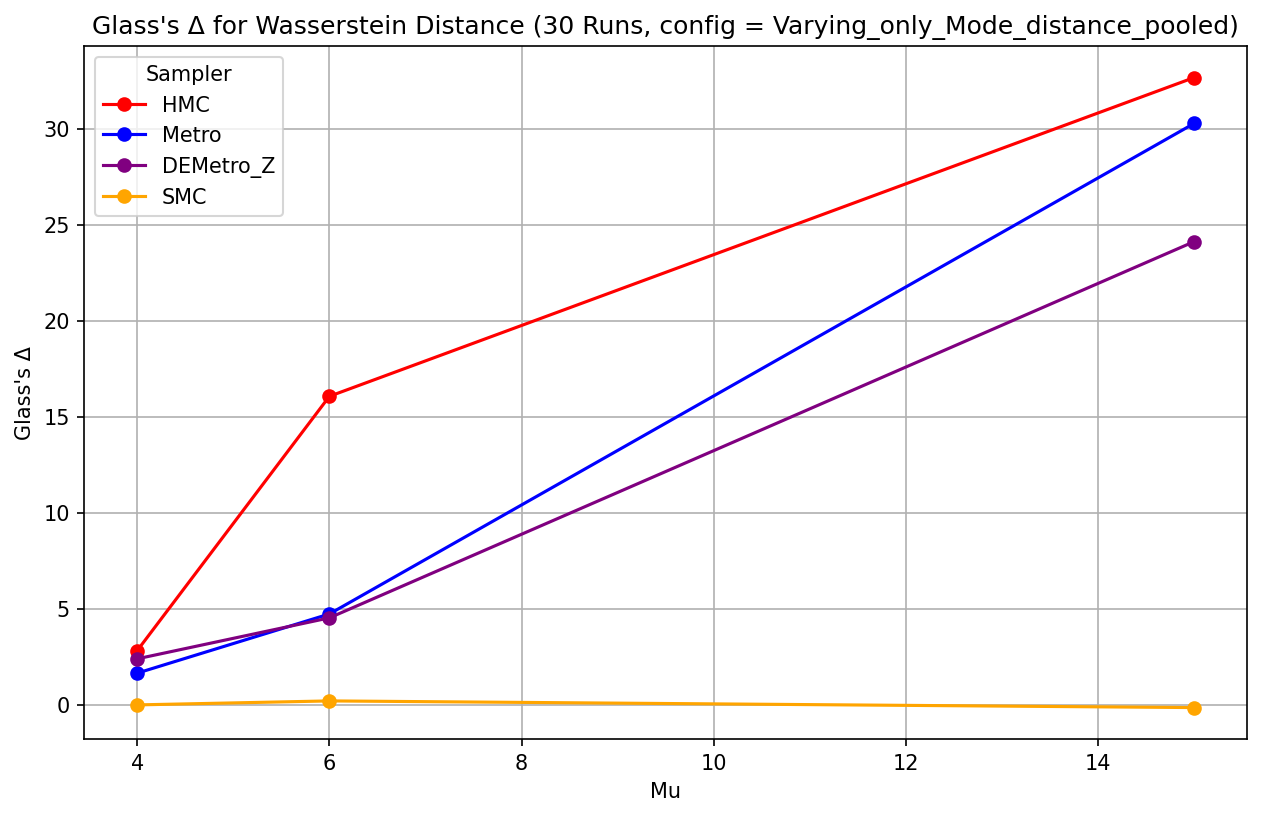 Glass's Δ for Wasserstein Distance (30 Runs, config = Varying_only_Mode_distance_pooled)
Sampler
HMC
Metro
DEMetro_Z
SMC
Glass's Δ
30
25
20
15
10
5
0
4 6 8 10 12 14
Mu